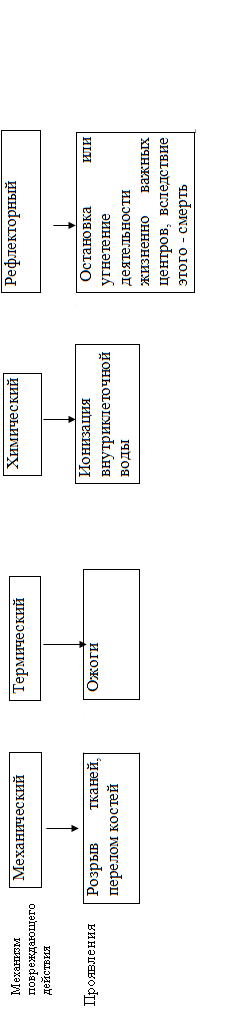 Механизм
повреждающего
действия
Механический
Термический
Химический
Рефлекторный
Проявления
Розрыв тканей,
перелом костей
Ожоги
Ионизация
внутриклеточной
воды
Остановка или
угнетение
деятельности
жизненно важных
центров, вследствие
этого - смерть